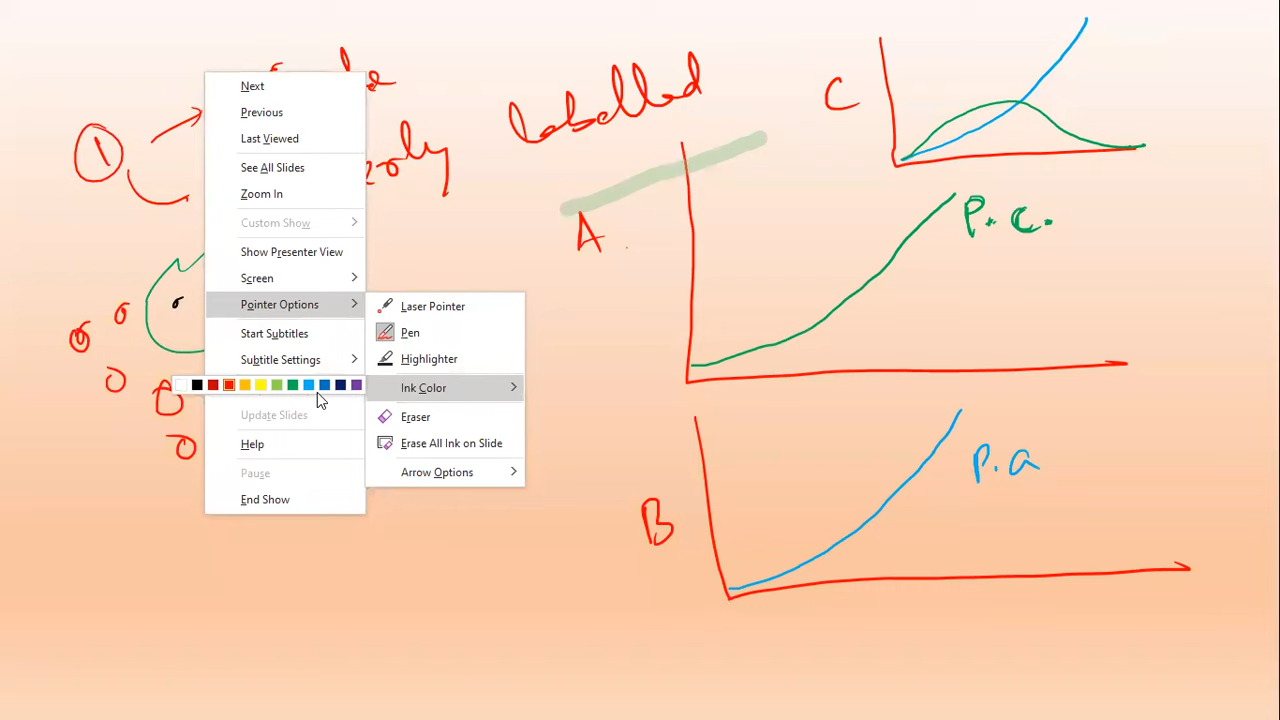 labelled
C
1
A
P. C.
B
P. a
Next
Previous
Last Viewed
See All Slides
Zoom In
Custom Show
Show Presenter View
Screen
Pointer Options
Start Subtitles
Subtitle Settings
Update Slides
Help
Pause
End Show
Laser Pointer
Pen
Highlighter
Ink Color
Eraser
Erase All Ink on Slide
Arrow Options